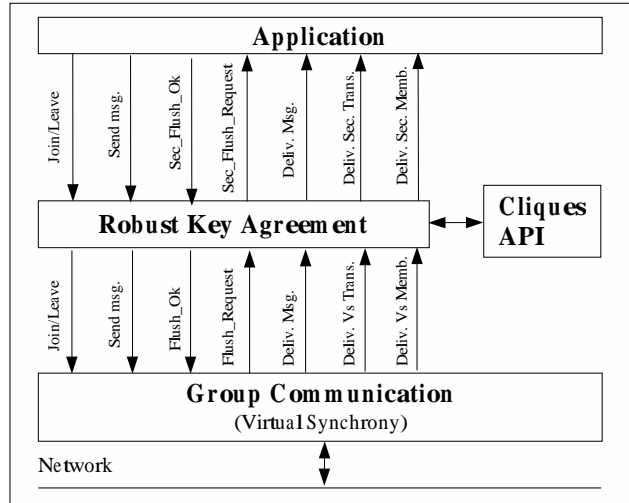 Application
Join/Leave
Send msg.
Sec_Flush_Ok
Sec_Flush_Request
Deliv. Msg.
Deliv. Sec. Trans.
Deliv. Sec. Memb.
Robust Key Agreement
Cliques
API
Join/Leave
Send msg.
Flush_Ok
Flush_Request
Deliv. Msg.
Deliv. Vs Trans.
Deliv. Vs Memb.
Group Communication
(Virtual Synchrony)
Network